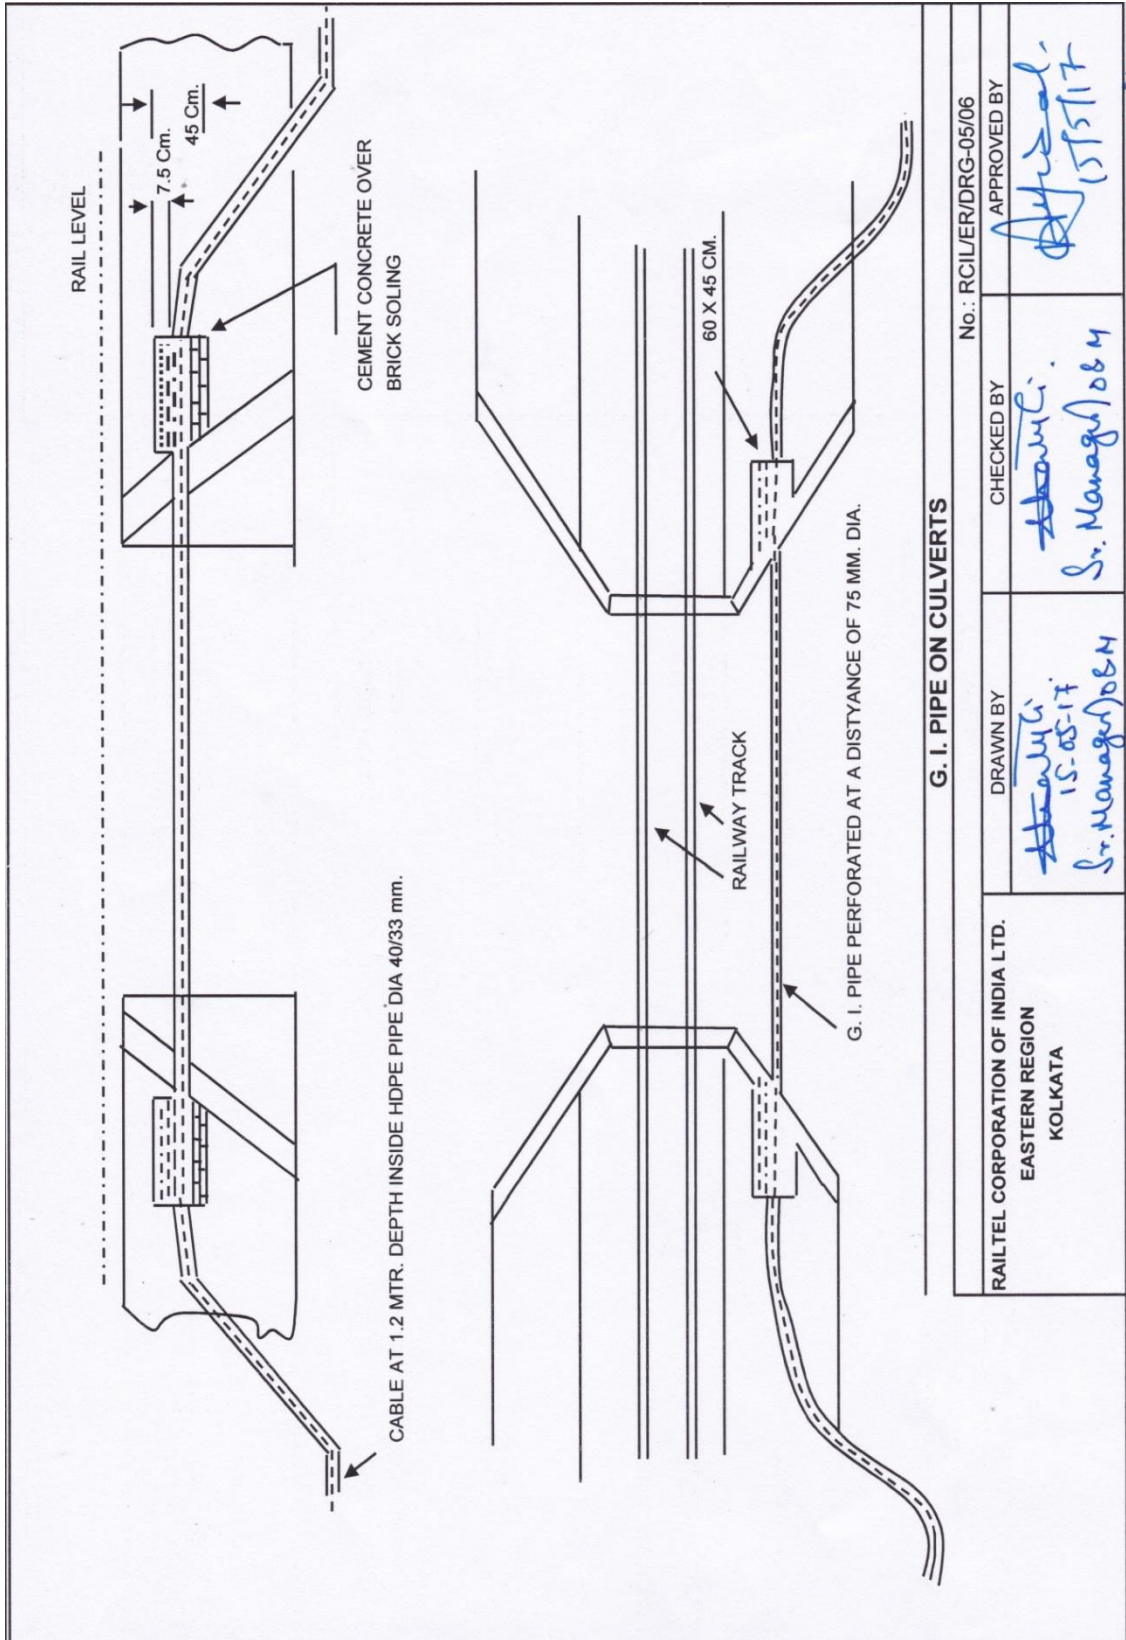 RAIL LEVEL
7.5 Cm.
45 Cm.
CEMENT CONCRETE OVER
BRICK SOLING
CABLE AT 1.2 MTR. DEPTH INSIDE HDPE PIPE DIA 40/33 mm.
60 X 45 CM.
RAILWAY TRACK
G. I. PIPE PERFORATED AT A DISTYANCE OF 75 MM. DIA.
G. I. PIPE ON CULVERTS
No.: RCIL/ER/DRG-05/06
RAILTEL CORPORATION OF INDIA LTD.
EASTERN REGION
KOLKATA
DRAWN BY
15-05-17
Sr. Manager/O&M
CHECKED BY
Sr. Manager/O&M
APPROVED BY
15/5/17